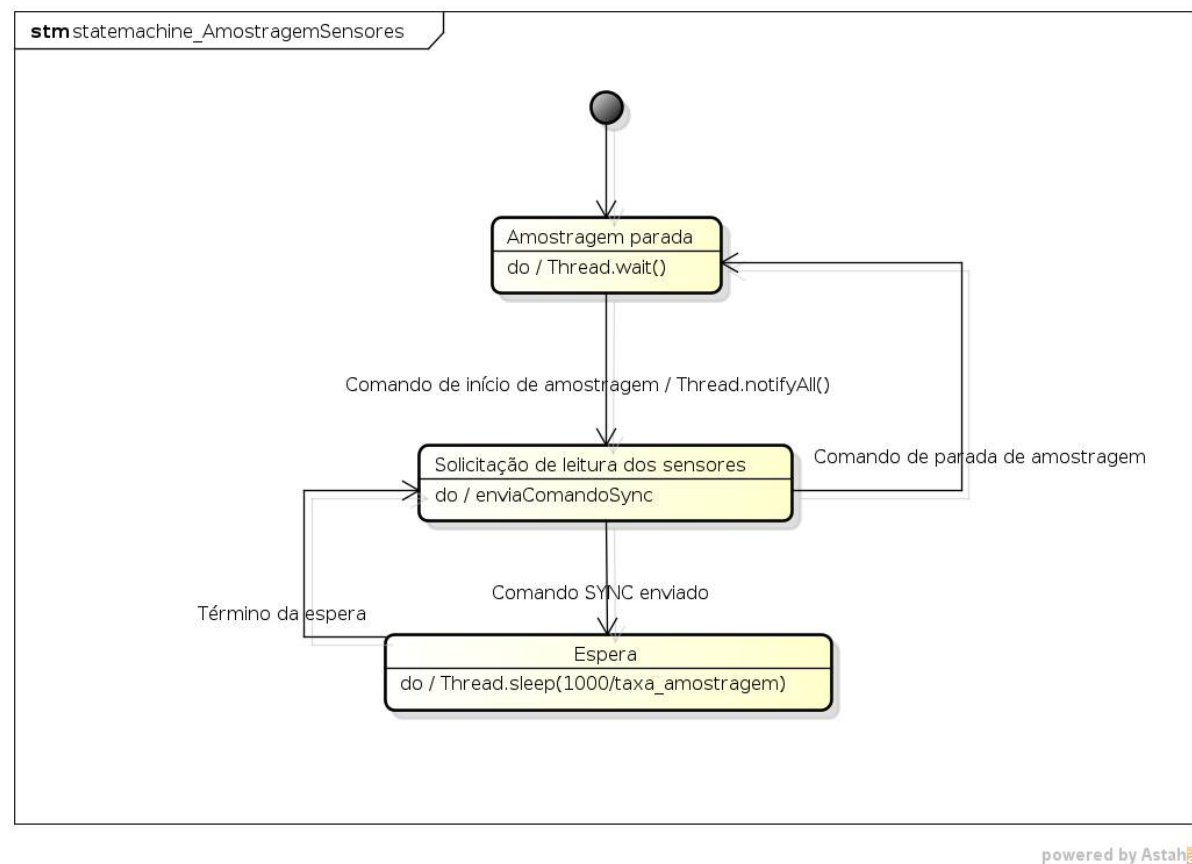 stm statemachine_AmostragemSensores
Amostragem parada
do / Thread.wait()
Comando de início de amostragem / Thread.notifyAll()
Solicitação de leitura dos sensores
do / enviaComandoSync
Comando de parada de amostragem
Comando SYNC enviado
Término da espera
Espera
do / Thread.sleep(1000/taxa_amostragem)
powered by Astah